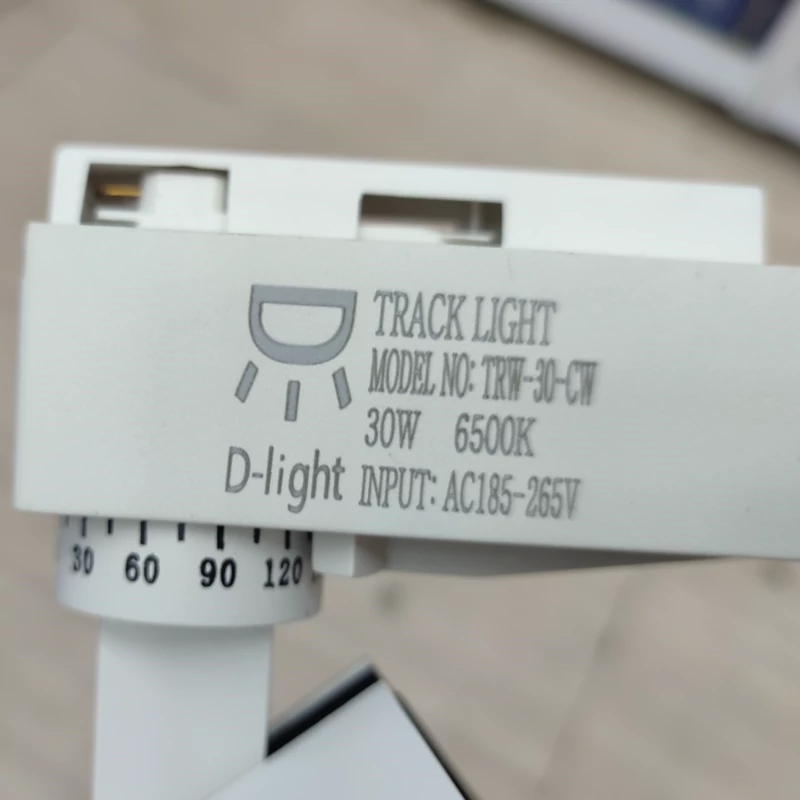 TRACK LIGHT
MODEL NO: TRW-30-CW
30W 6500K
D-light INPUT: AC185-265V
30 60 90 120